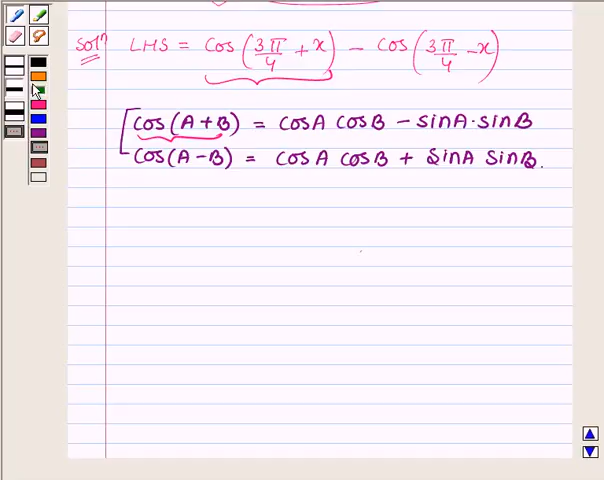 Solⁿ LHS = cos(3π/4 + x) − cos(3π/4 − x)
cos(A+B) = cosA cosB − sinA·sinB
cos(A−B) = cosA cosB + sinA sinB.